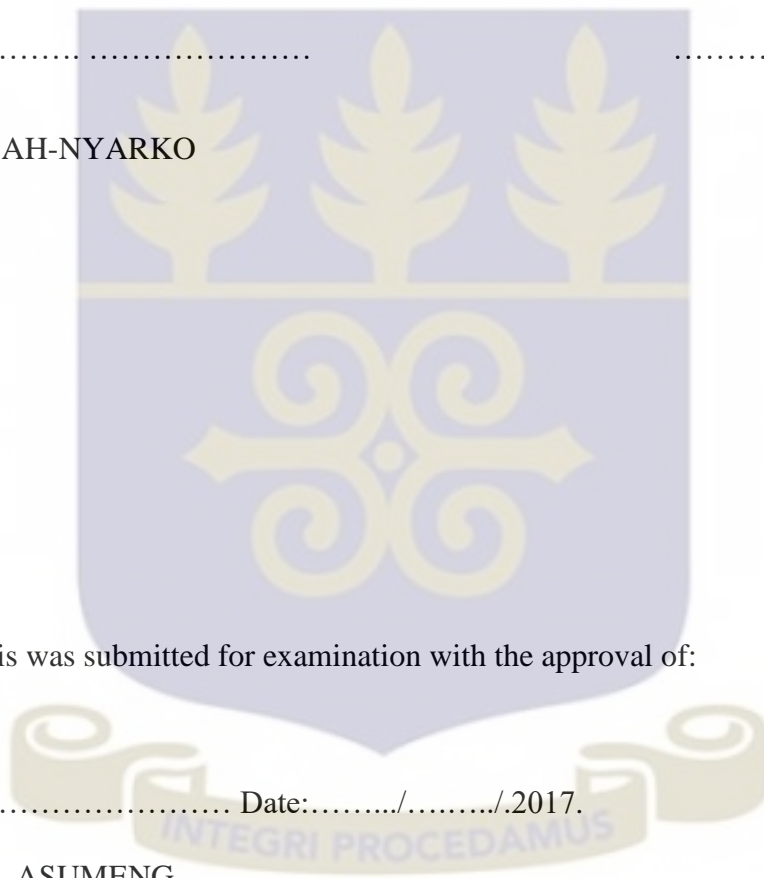 ………. …………………                                        …………
AH-NYARKO
is was submitted for examination with the approval of:
………………….. Date:……..../…..…../.2017.
INTEGRI PROCEDAMUS
ASUMENG